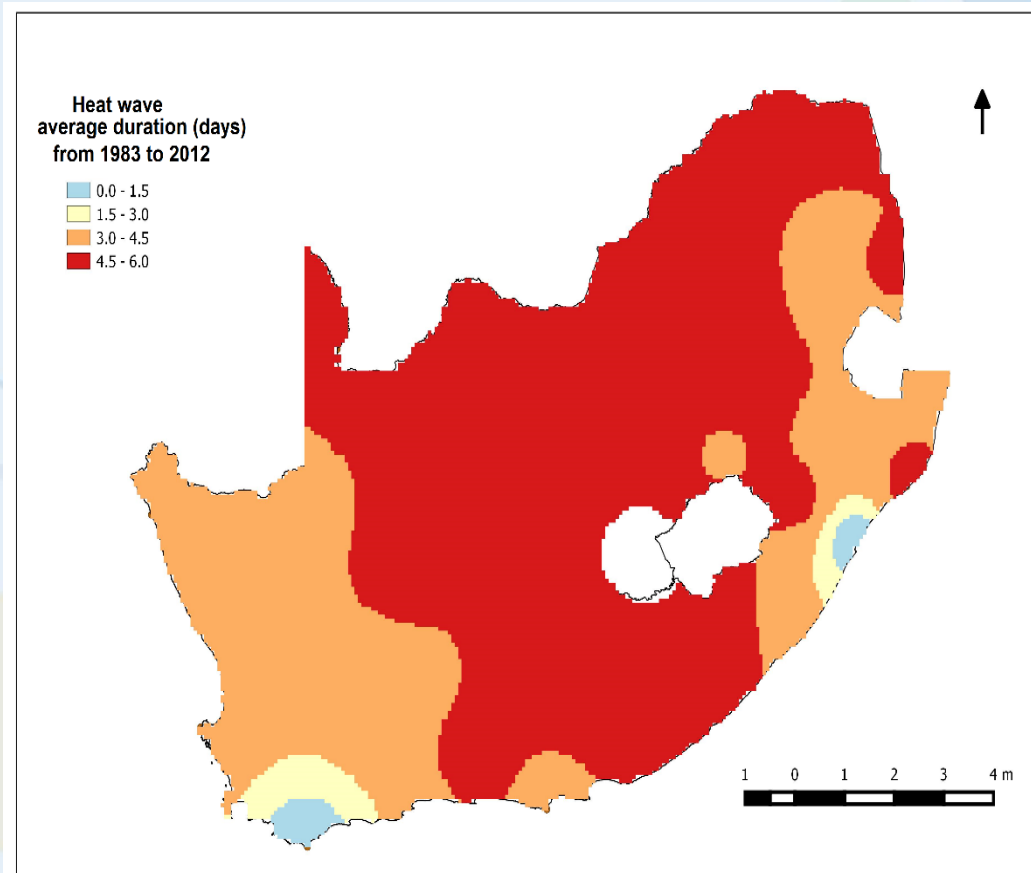 Heat wave
average duration (days)
from 1983 to 2012
0.0 - 1.5
1.5 - 3.0
3.0 - 4.5
4.5 - 6.0
1 0 1 2 3 4 m